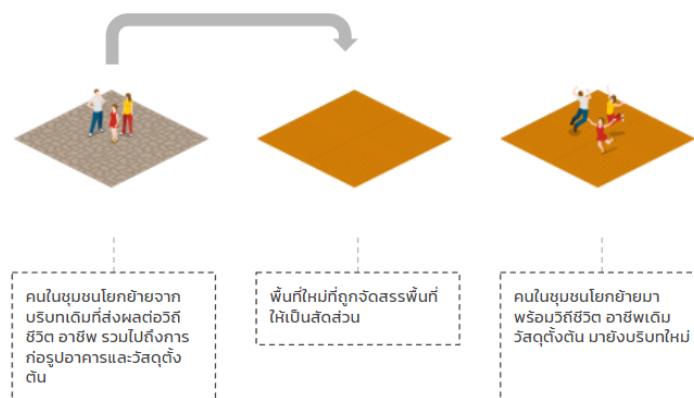 คนในชุมชนโยกย้ายจาก
บริบทเดิมที่ส่งผลต่อวิถี
ชีวิต อาชีพ รวมไปถึงการ
ก่อรูปอาคารและวัสดุตั้ง
ต้น
พื้นที่ใหม่ที่ถูกจัดสรรพื้นที่
ให้เป็นสัดส่วน
คนในชุมชนโยกย้ายมา
พร้อมวิถีชีวิต อาชีพเดิม
วัสดุตั้งต้น มายังบริบทใหม่